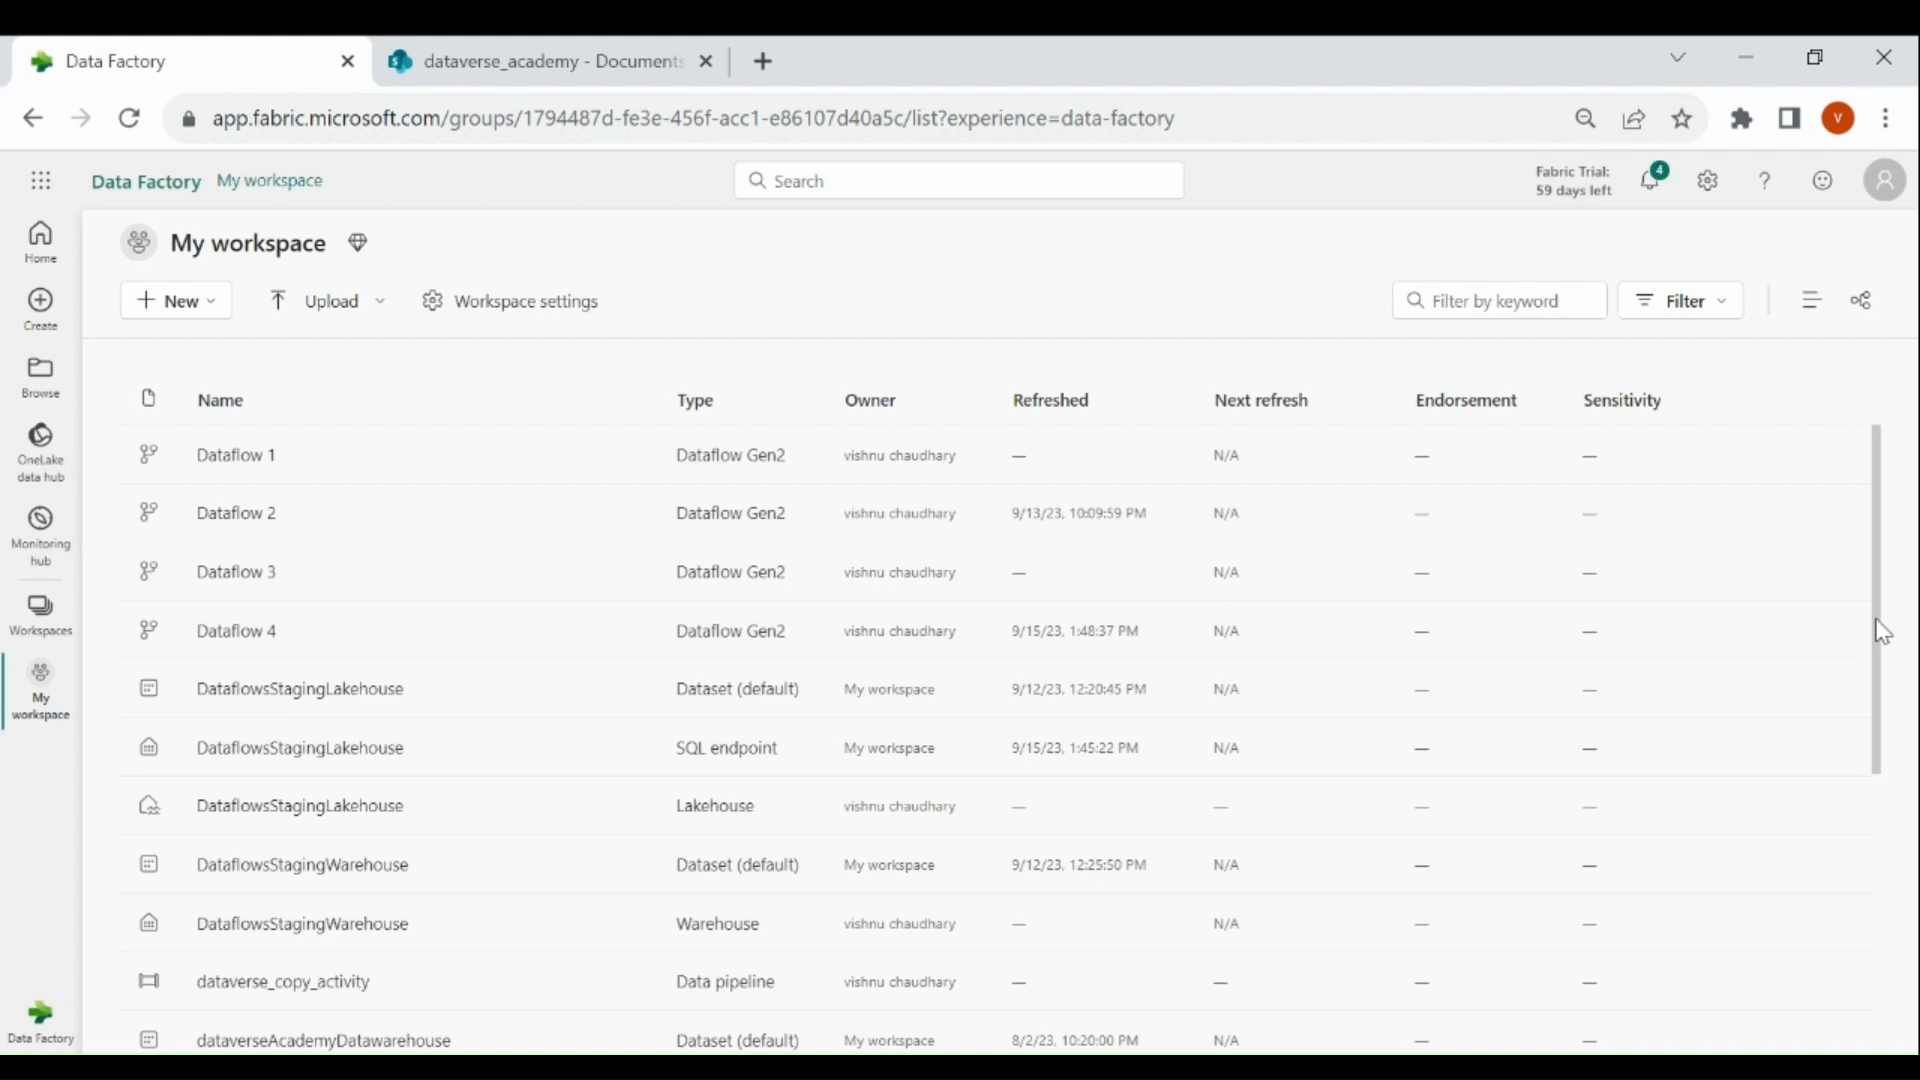 Data Factory
dataverse_academy - Documents
app.fabric.microsoft.com/groups/1794487d-fe3e-456f-acc1-e86107d40a5c/list?experience=data-factory
V
Data Factory My workspace
Search
Fabric Trial:
59 days left
4
Home
Create
Browse
OneLake
data hub
Monitoring
hub
Workspaces
My
workspace
Data Factory
My workspace
New
Upload
Workspace settings
Filter by keyword
Filter
Name Type Owner Refreshed Next refresh Endorsement Sensitivity
Dataflow 1 Dataflow Gen2 vishnu chaudhary — N/A — —
Dataflow 2 Dataflow Gen2 vishnu chaudhary 9/13/23, 10:09:59 PM N/A — —
Dataflow 3 Dataflow Gen2 vishnu chaudhary — N/A — —
Dataflow 4 Dataflow Gen2 vishnu chaudhary 9/15/23, 1:48:37 PM N/A — —
DataflowsStagingLakehouse Dataset (default) My workspace 9/12/23, 12:20:45 PM N/A — —
DataflowsStagingLakehouse SQL endpoint My workspace 9/15/23, 1:45:22 PM N/A — —
DataflowsStagingLakehouse Lakehouse vishnu chaudhary — — — —
DataflowsStagingWarehouse Dataset (default) My workspace 9/12/23, 12:25:50 PM N/A — —
DataflowsStagingWarehouse Warehouse vishnu chaudhary — N/A — —
dataverse_copy_activity Data pipeline vishnu chaudhary — — — —
dataverseAcademyDatawarehouse Dataset (default) My workspace 8/2/23, 10:20:00 PM N/A — —